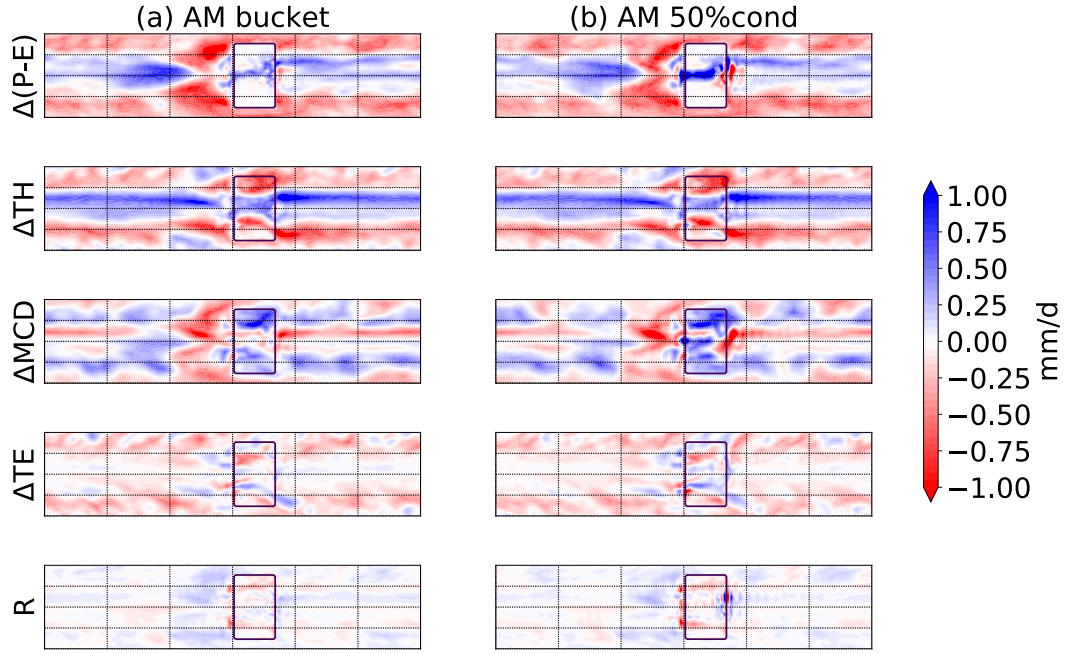 (a) AM bucket
(b) AM 50%cond
Δ(P-E)
ΔTH
ΔMCD
ΔTE
R
1.00
0.75
0.50
0.25
0.00
−0.25
−0.50
−0.75
−1.00
mm/d